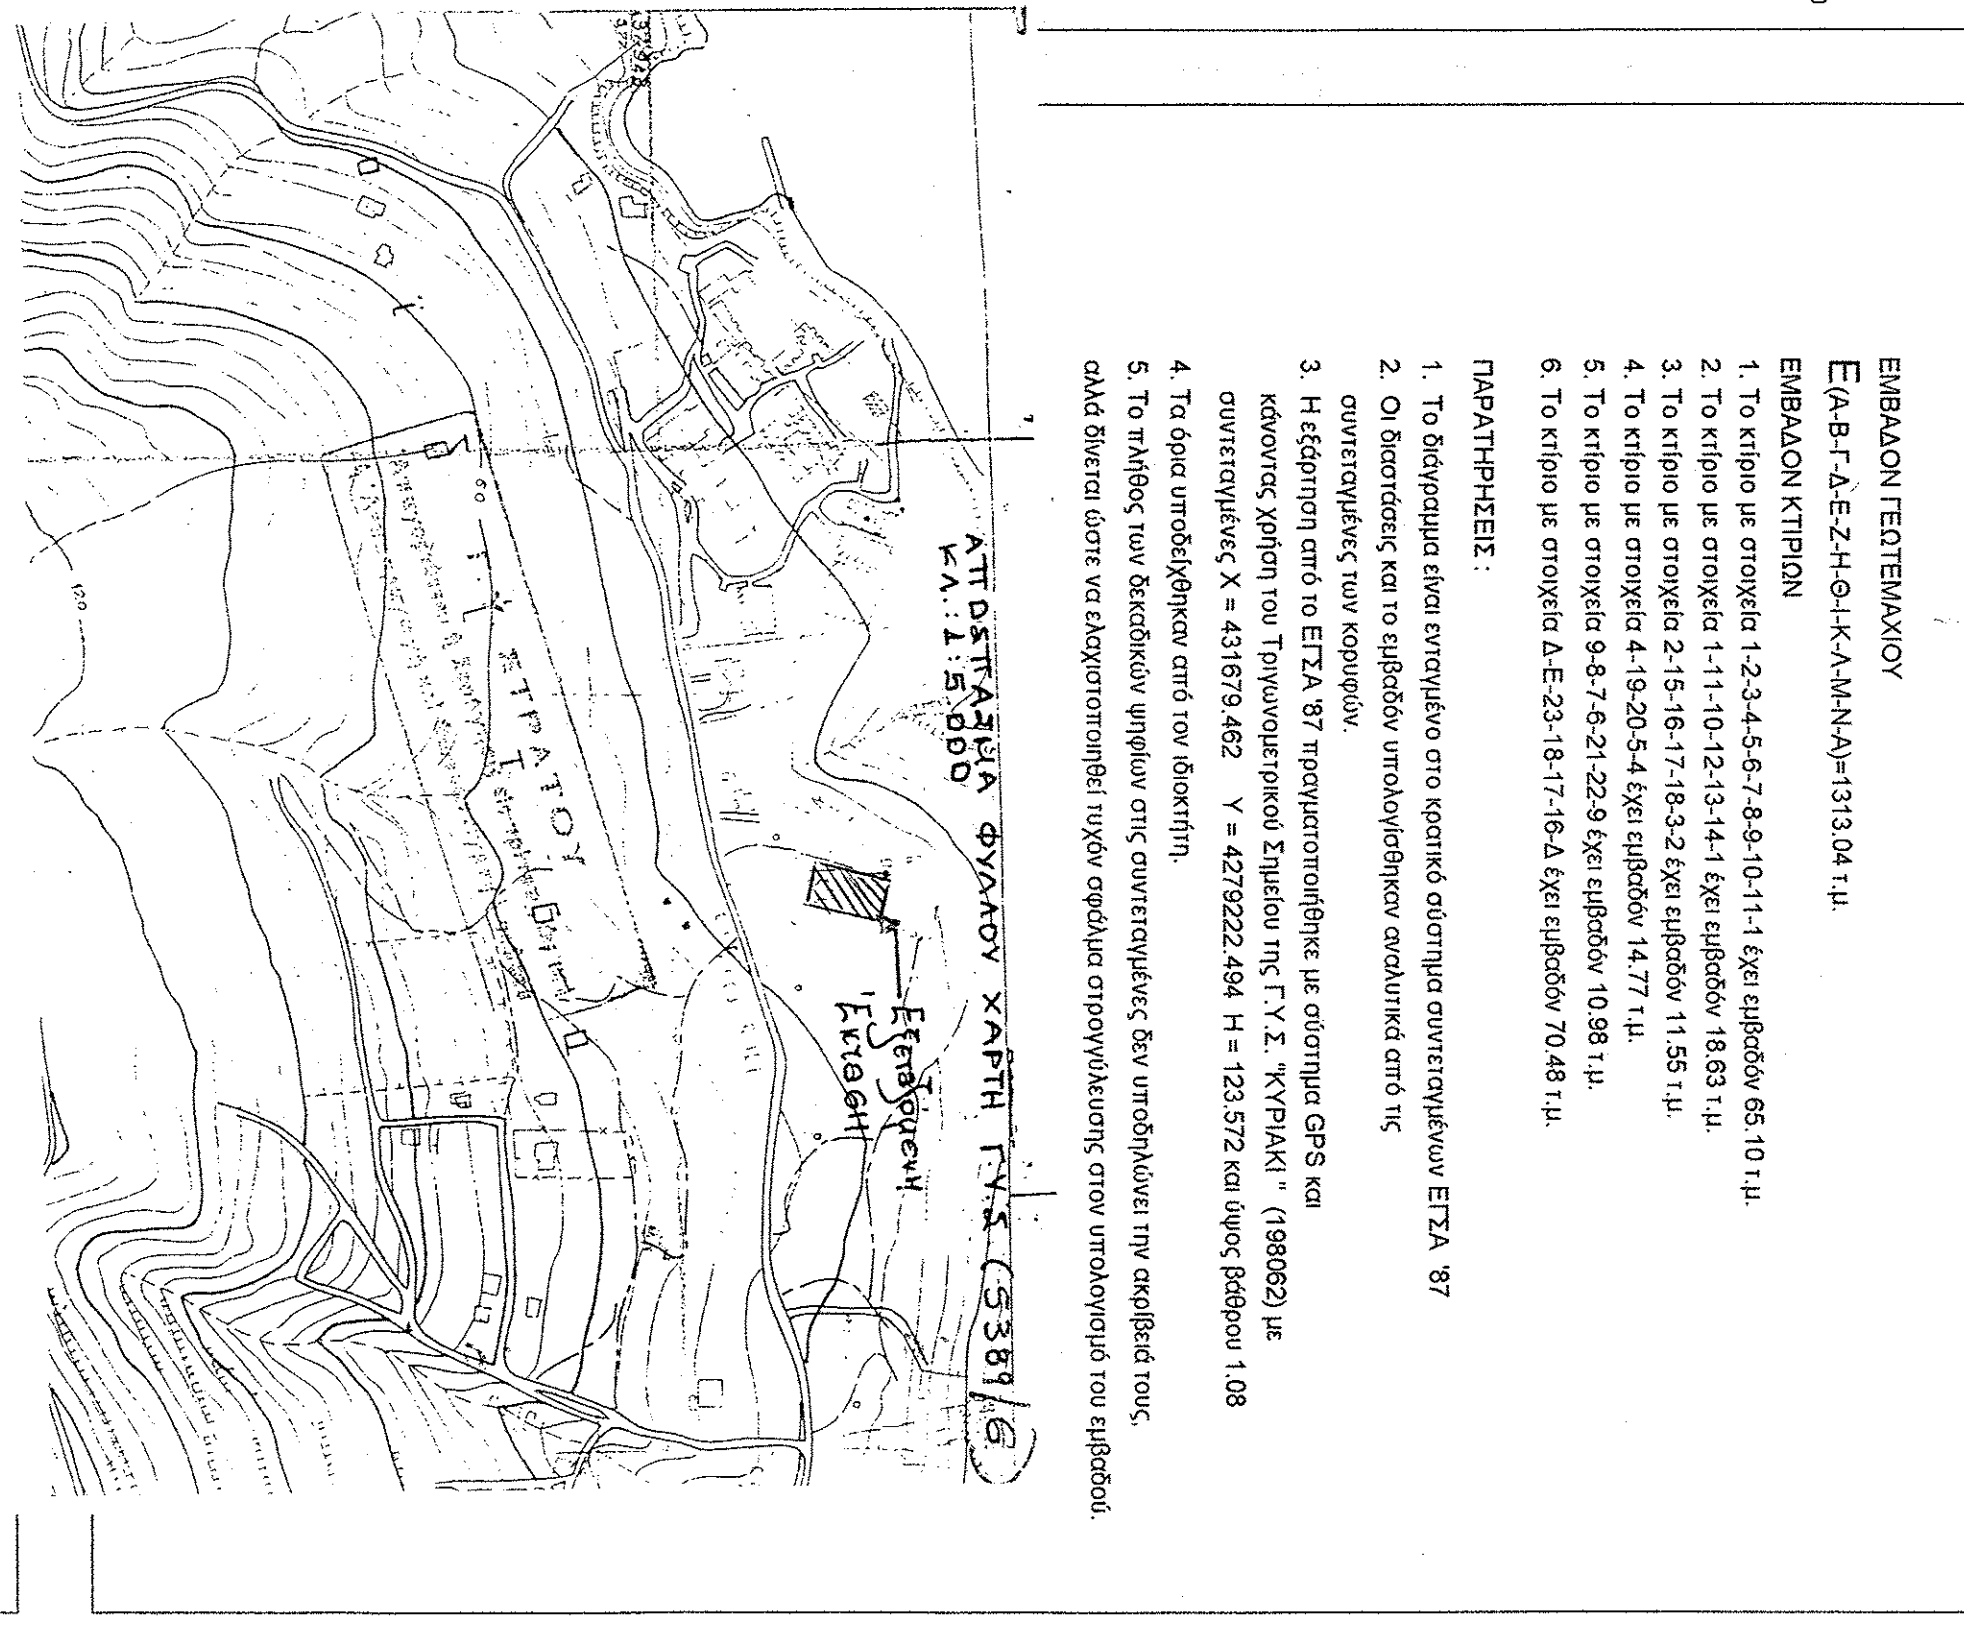 ΕΜΒΑΔΟΝ ΓΕΩΤΕΜΑΧΙΟΥ
Ε(Α-Β-Γ-Δ-Ε-Ζ-Η-Θ-Ι-Κ-Λ-Μ-Ν-Α)=1313.04 τ.μ.
ΕΜΒΑΔΟΝ ΚΤΙΡΙΩΝ
1. Το κτίριο με στοιχεία 1-2-3-4-5-6-7-8-9-10-11-1 έχει εμβαδόν 65.10 τ.μ.
2. Το κτίριο με στοιχεία 1-11-10-12-13-14-1 έχει εμβαδόν 18.63 τ.μ.
3. Το κτίριο με στοιχεία 2-15-16-17-18-3-2 έχει εμβαδόν 11.55 τ.μ.
4. Το κτίριο με στοιχεία 4-19-20-5-4 έχει εμβαδόν 14.77 τ.μ.
5. Το κτίριο με στοιχεία 9-8-7-6-21-22-9 έχει εμβαδόν 10.98 τ.μ.
6. Το κτίριο με στοιχεία Δ-Ε-23-18-17-16-Δ έχει εμβαδόν 70.48 τ.μ.
ΠΑΡΑΤΗΡΗΣΕΙΣ :
1. Το διάγραμμα είναι ενταγμένο στο κρατικό σύστημα συντεταγμένων ΕΓΣΑ '87
2. Οι διαστάσεις και το εμβαδόν υπολογίσθηκαν αναλυτικά από τις
συντεταγμένες των κορυφών.
3. Η εξάρτηση από το ΕΓΣΑ '87 πραγματοποιήθηκε με σύστημα GPS και
κάνοντας χρήση του Τριγωνομετρικού Σημείου της Γ.Υ.Σ. "ΚΥΡΙΑΚΙ " (198062) με
συντεταγμένες Χ = 431679.462 Υ = 4279222.494 Η = 123.572 και ύψος βάθρου 1.08
4. Τα όρια υποδείχθηκαν από τον ιδιοκτήτη.
5. Το πλήθος των δεκαδικών ψηφίων στις συντεταγμένες δεν υποδηλώνει την ακρίβειά τους,
αλλά δίνεται ώστε να ελαχιστοποιηθεί τυχόν σφάλμα στρογγύλευσης στον υπολογισμό του εμβαδού.
ΑΠΟΣΠΑΣΜΑ ΦΥΛΛΟΥ ΧΑΡΤΗ Γ.Υ.Σ. (5389/6)
ΚΛ.:1:5.000
Εξεταζόμενη
Έκταση
ΣΤΡΑΤΟΥ
60
120